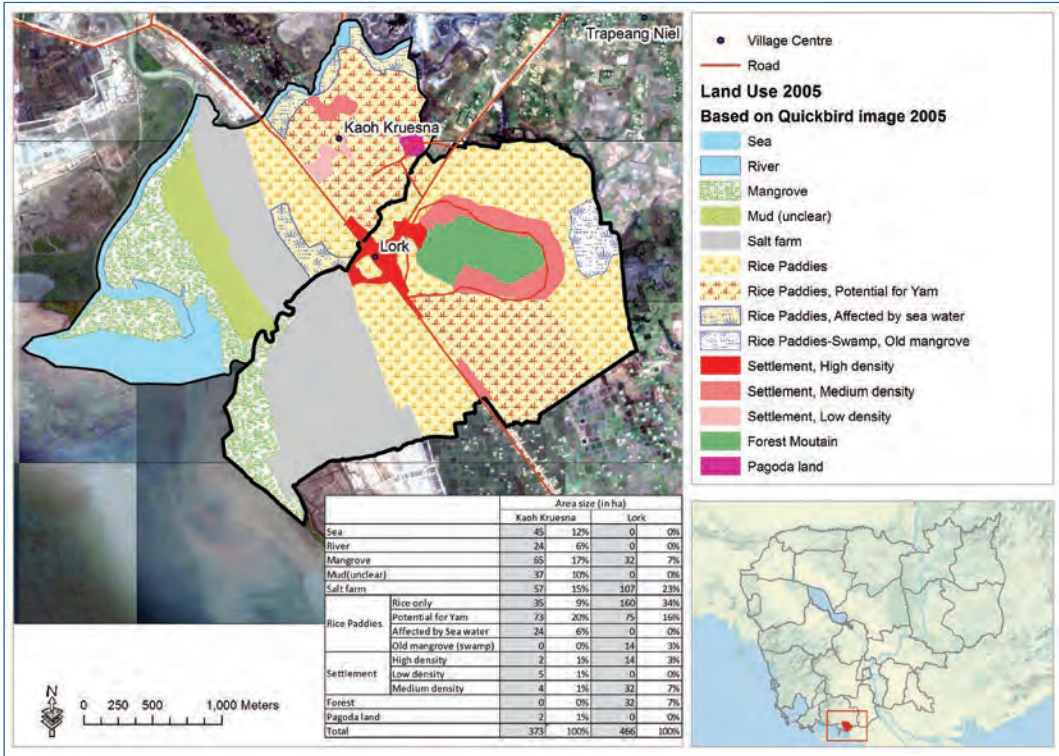 Trapeang Niel
Kaoh Kruesna
Lork
Village Centre
Road
Land Use 2005
Based on Quickbird image 2005
Sea
River
Mangrove
Mud (unclear)
Salt farm
Rice Paddies
Rice Paddies, Potential for Yam
Rice Paddies, Affected by sea water
Rice Paddies-Swamp, Old mangrove
Settlement, High density
Settlement, Medium density
Settlement, Low density
Forest Moutain
Pagoda land
Area size (in ha)
Kaoh Kruesna Lork
Sea 45 12% 0 0%
River 24 6% 0 0%
Mangrove 65 17% 32 7%
Mud(unclear) 37 10% 0 0%
Salt farm 57 15% 107 23%
Rice Paddies Rice only 35 9% 160 34%
Potential for Yam 73 20% 75 16%
Affected by Sea water 24 6% 0 0%
Old mangrove (swamp) 0 0% 14 3%
Settlement High density 2 1% 14 3%
Low density 5 1% 0 0%
Medium density 4 1% 32 7%
Forest 0 0% 32 7%
Pagoda land 2 1% 0 0%
Total 373 100% 466 100%
N
0 250 500 1,000 Meters